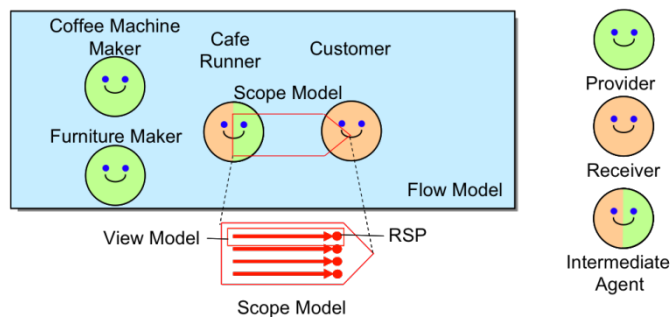 Coffee Machine
Maker
Cafe
Runner
Customer
Scope Model
Furniture Maker
Flow Model
View Model
RSP
Scope Model
Provider
Receiver
Intermediate
Agent